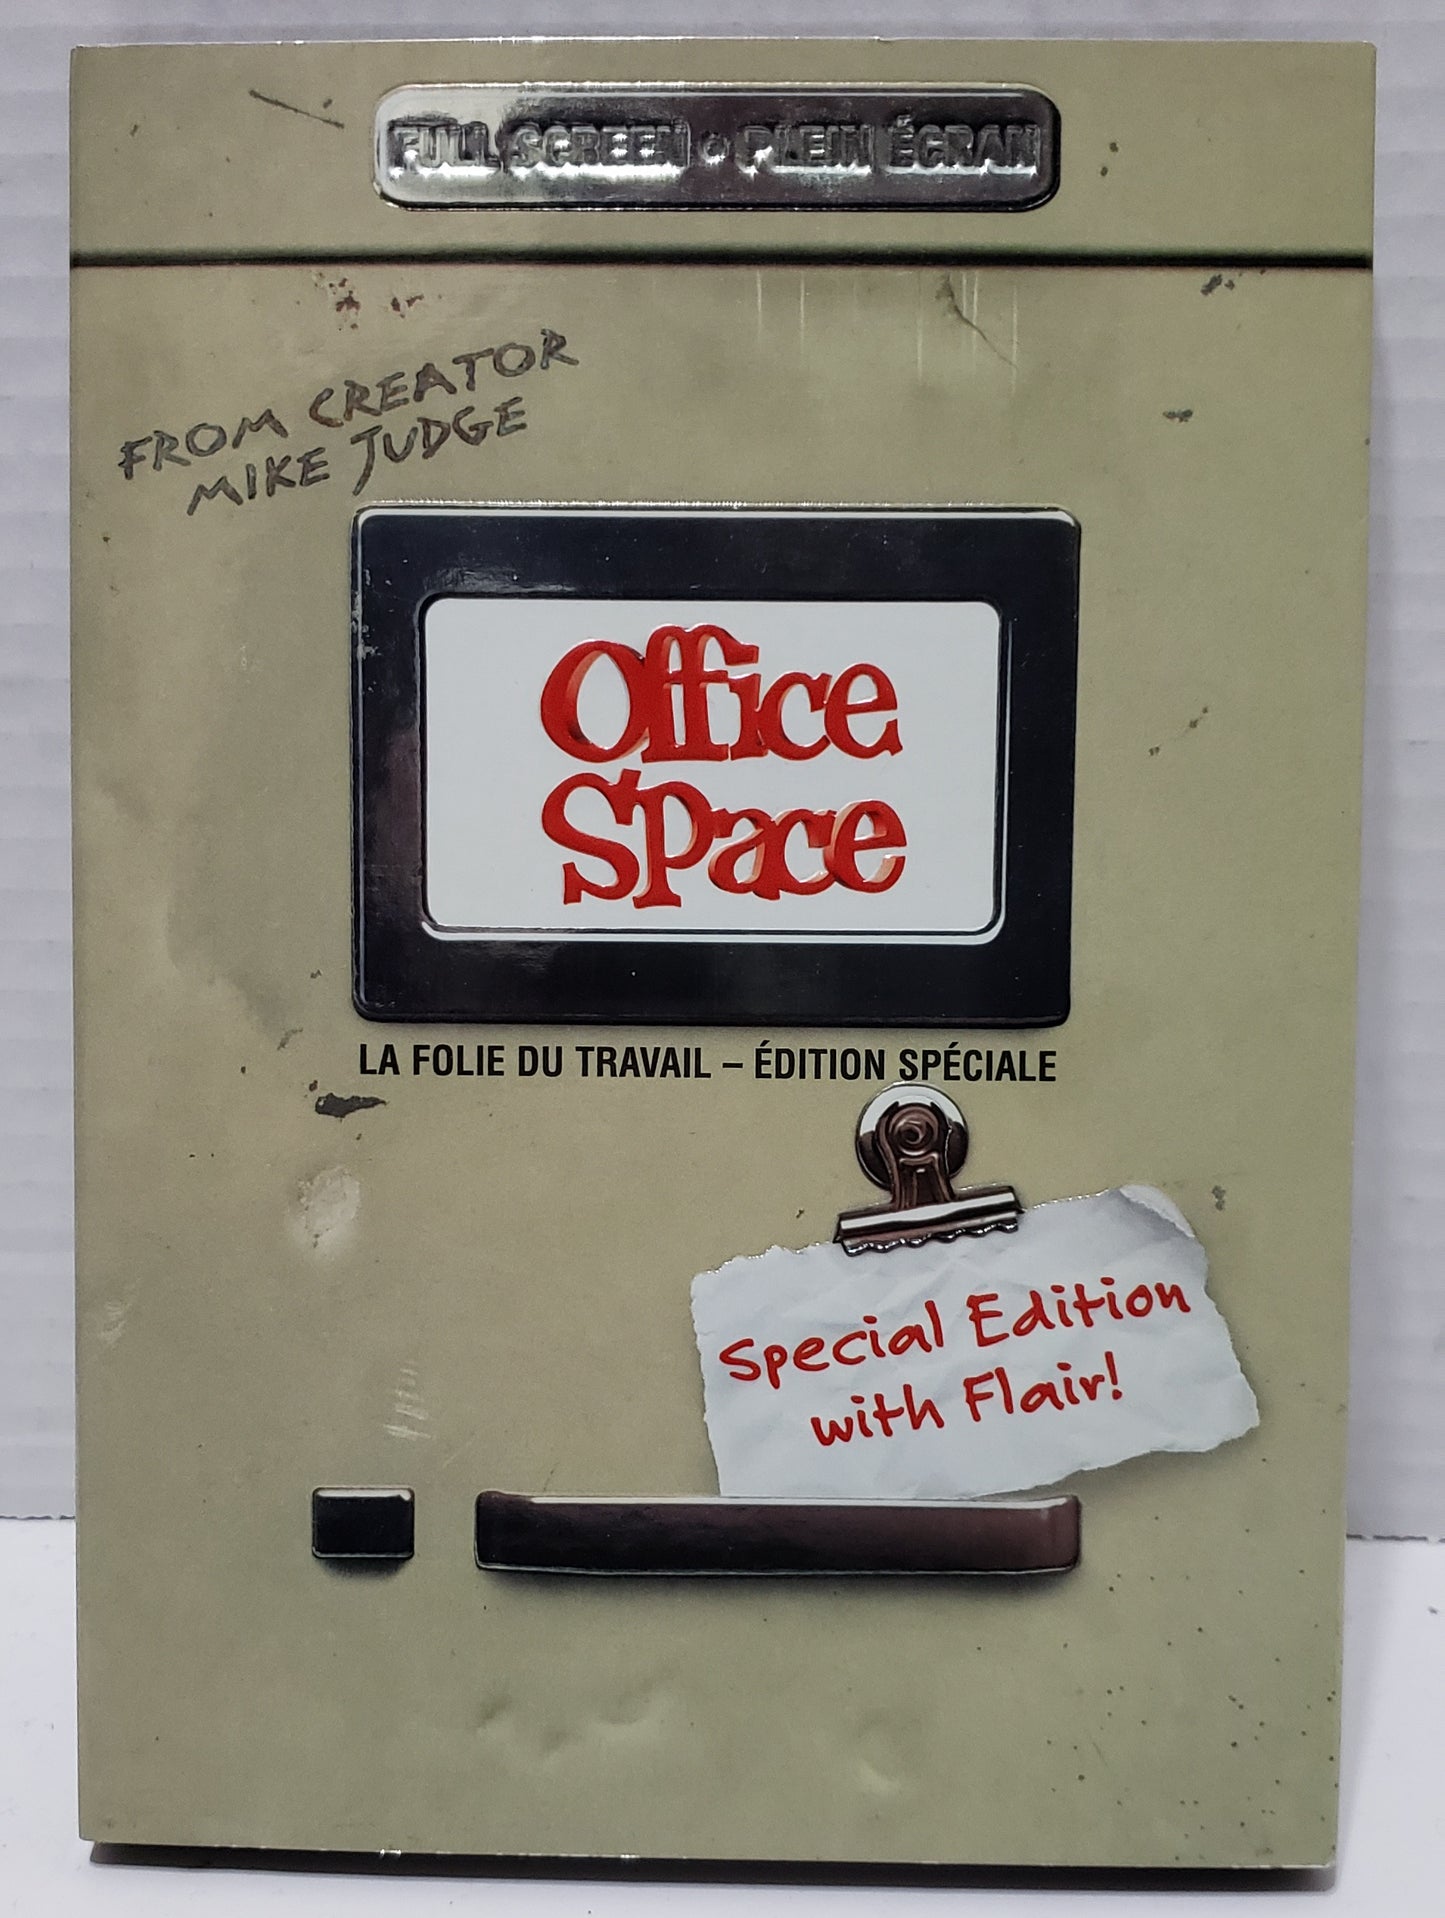 FULL SCREEN • PLEIN ÉCRAN
FROM CREATOR
MIKE JUDGE
Office
Space
LA FOLIE DU TRAVAIL – ÉDITION SPÉCIALE
Special Edition
with Flair!